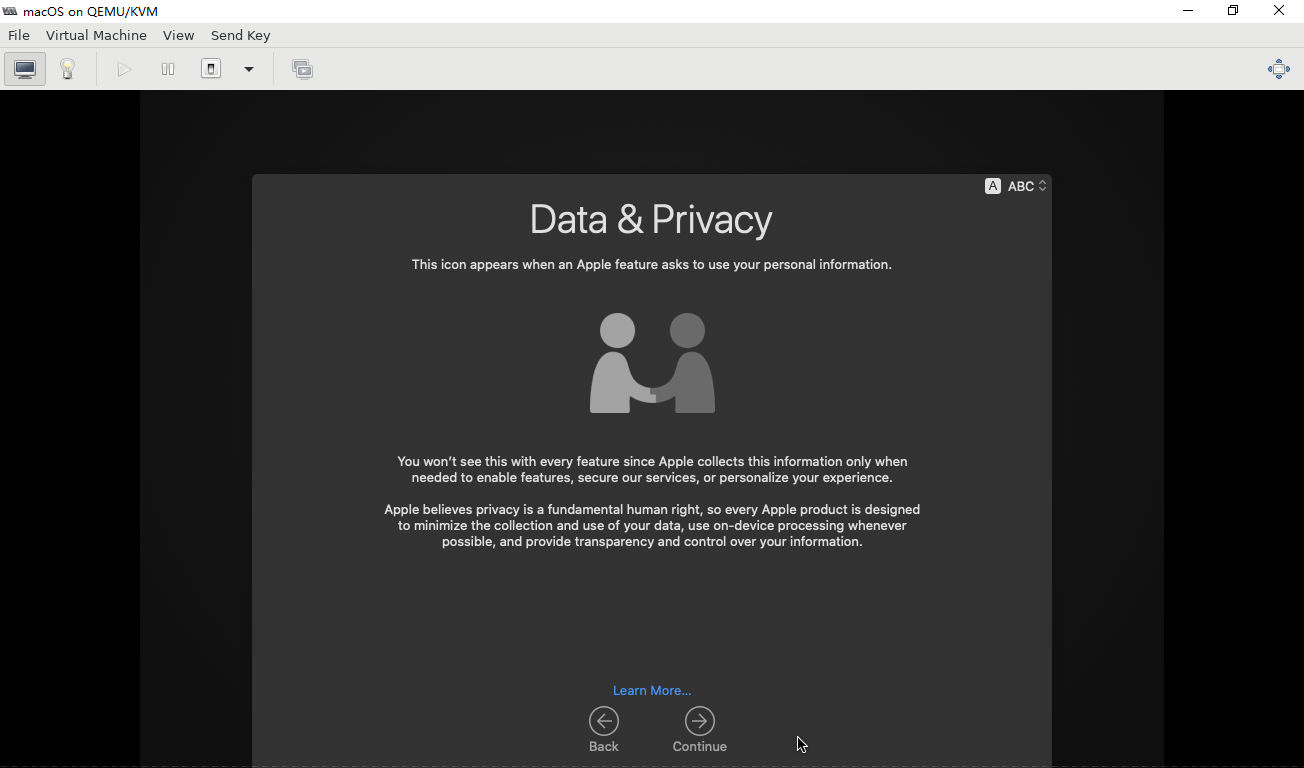 macOS on QEMU/KVM
File Virtual Machine View Send Key
A ABC
Data & Privacy
This icon appears when an Apple feature asks to use your personal information.
You won't see this with every feature since Apple collects this information only when
needed to enable features, secure our services, or personalize your experience.
Apple believes privacy is a fundamental human right, so every Apple product is designed
to minimize the collection and use of your data, use on-device processing whenever
possible, and provide transparency and control over your information.
Learn More...
Back Continue